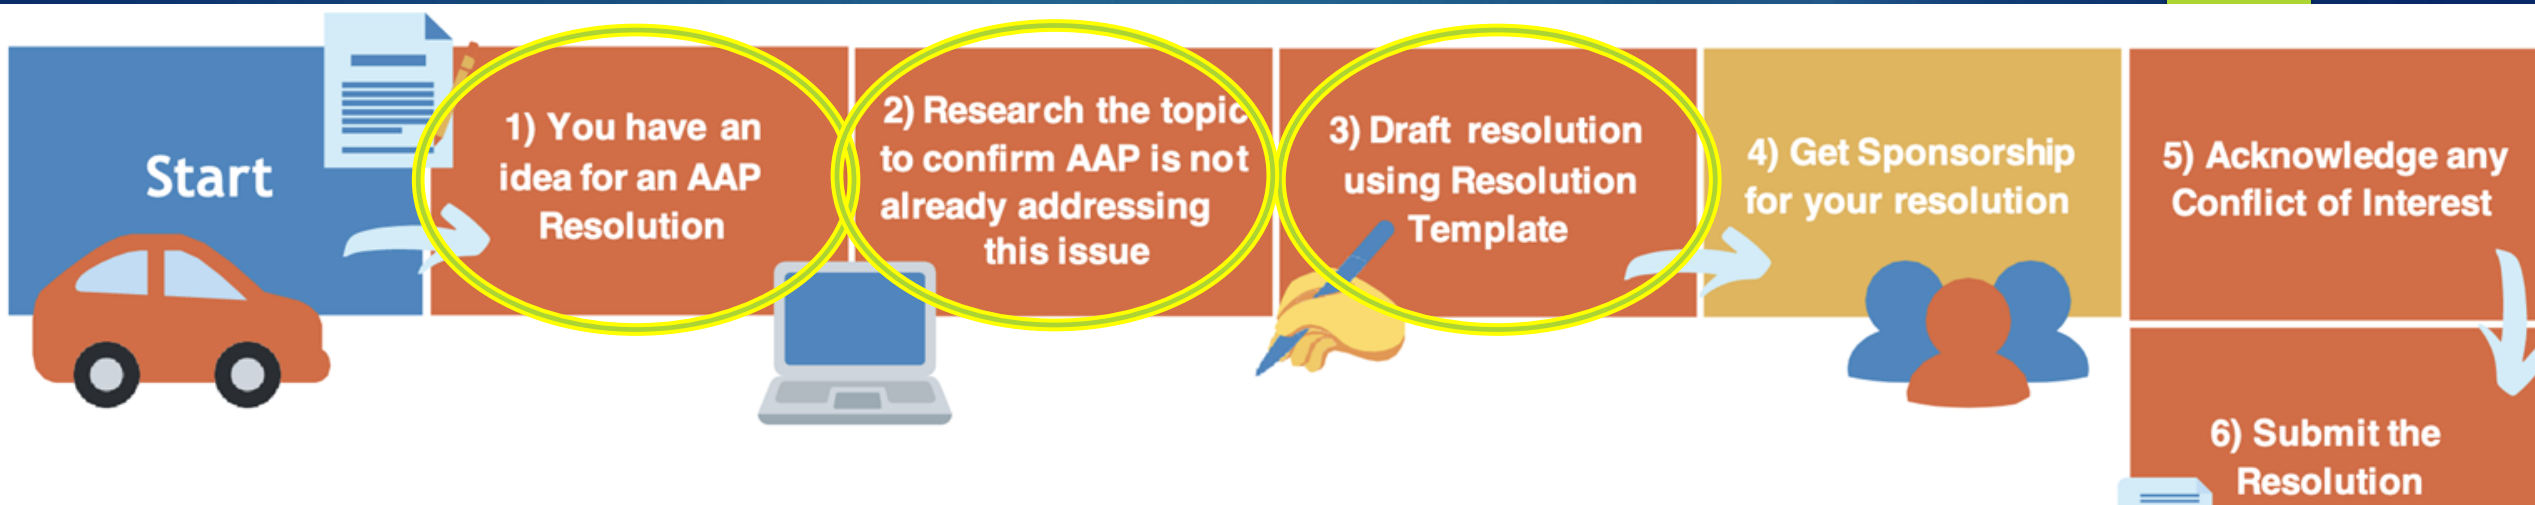 Start
1) You have an
idea for an AAP
Resolution
2) Research the topic
to confirm AAP is not
already addressing
this issue
3) Draft resolution
using Resolution
Template
4) Get Sponsorship
for your resolution
5) Acknowledge any
Conflict of Interest
6) Submit the
Resolution